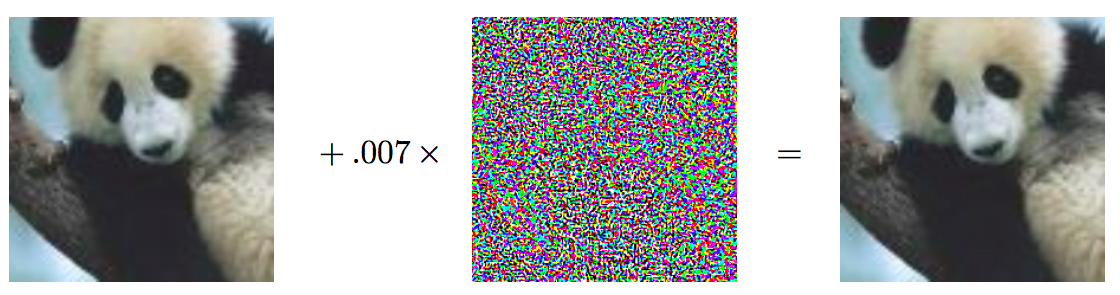 + .007 × =